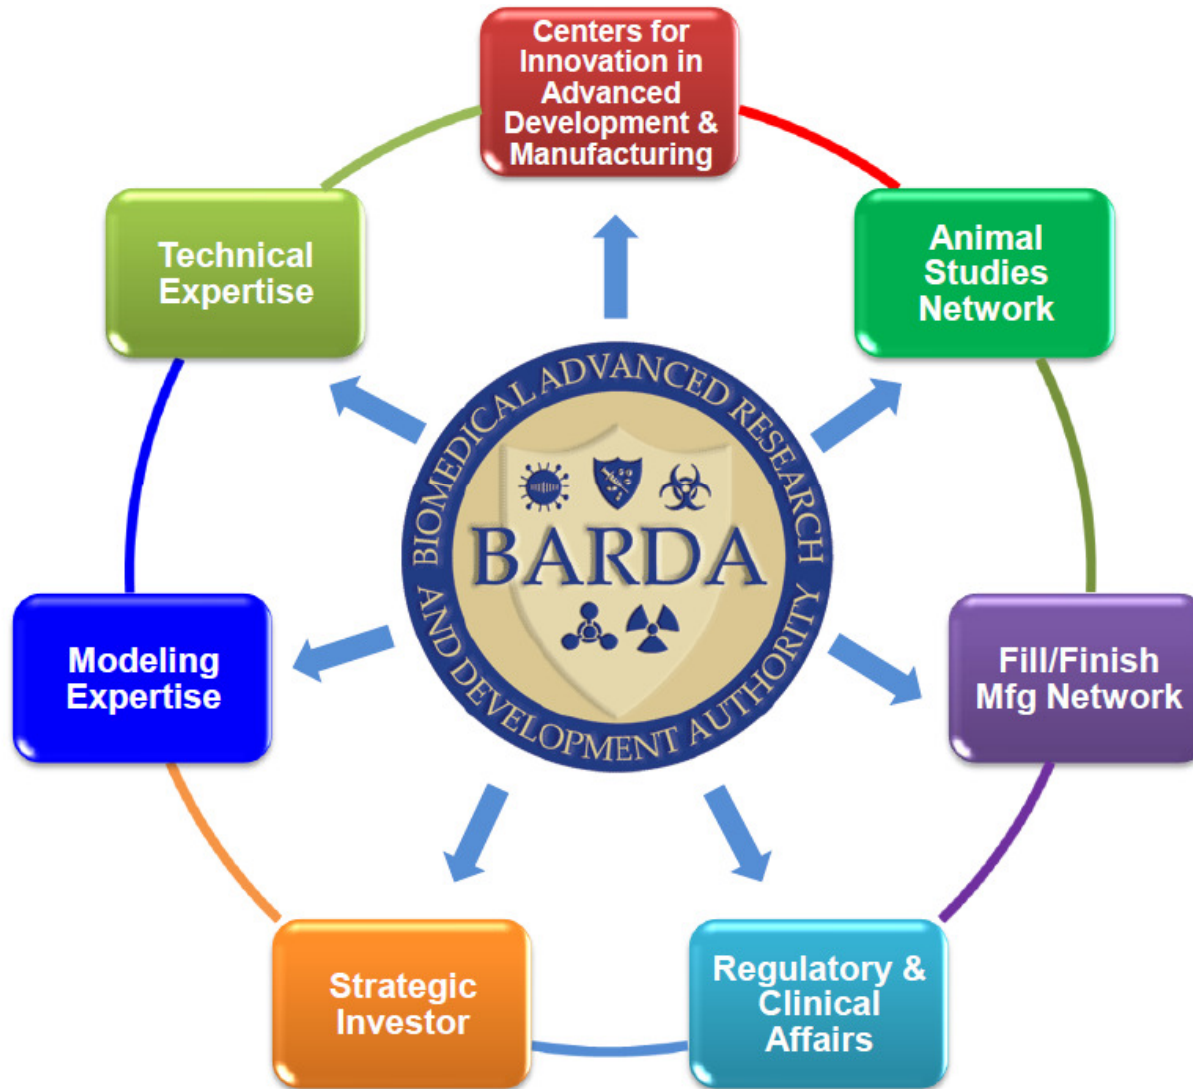 Centers for
Innovation in
Advanced
Development &
Manufacturing
Technical
Expertise
Animal
Studies
Network
BIOMEDICAL ADVANCED RESEARCH
BARDA
AND DEVELOPMENT AUTHORITY
Modeling
Expertise
Fill/Finish
Mfg Network
Strategic
Investor
Regulatory &
Clinical
Affairs